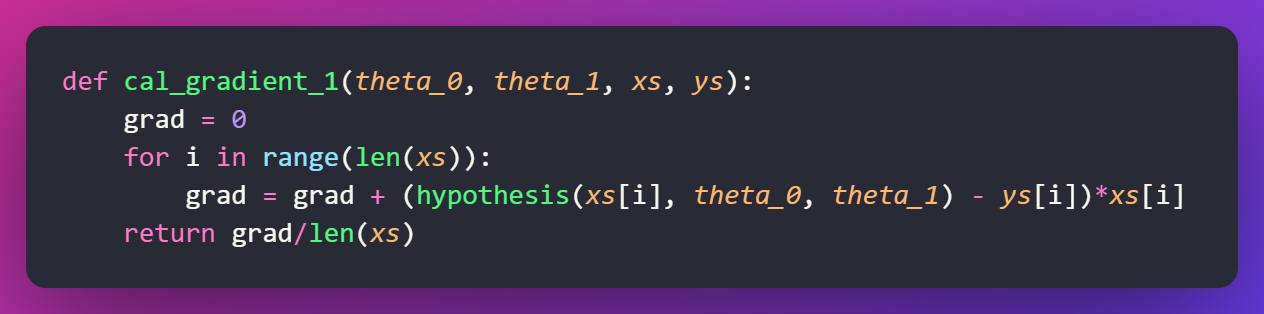 def cal_gradient_1(theta_0, theta_1, xs, ys):
    grad = 0
    for i in range(len(xs)):
        grad = grad + (hypothesis(xs[i], theta_0, theta_1) - ys[i])*xs[i]
    return grad/len(xs)